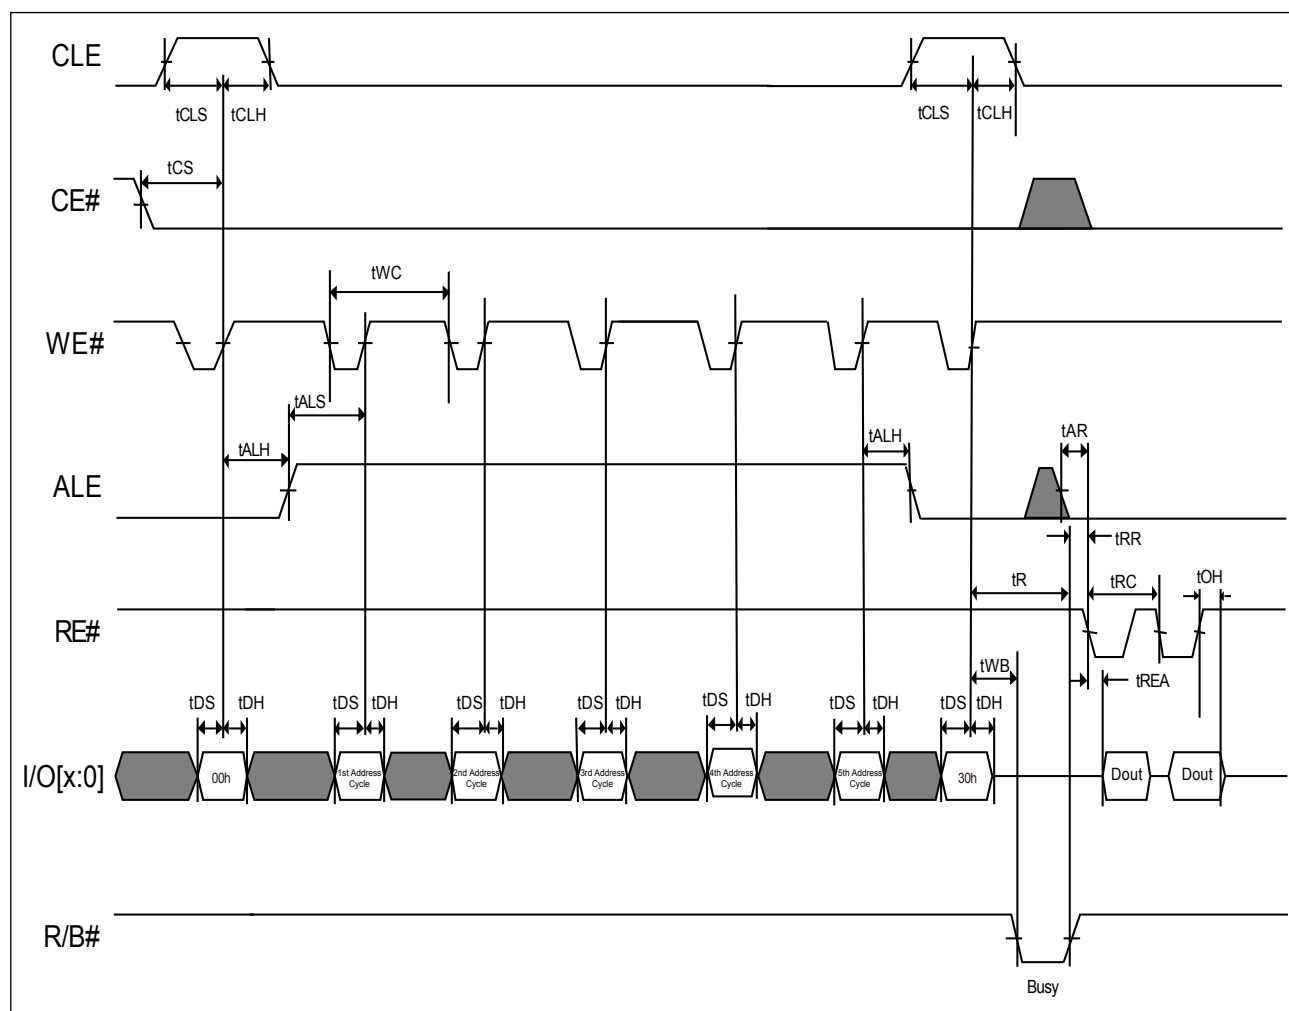 CLE
tCLS tCLH
tCLS tCLH
tCS
CE#
tWC
WE#
tALS
tALH
tALH
tAR
ALE
tRR
tR
tRC
tOH
RE#
tWB
tREA
tDS tDH
tDS tDH
tDS tDH
tDS tDH
tDS tDH
tDS tDH
tDS tDH
I/O[x:0]
00h
1st Address
Cycle
2nd Address
Cycle
3rd Address
Cycle
4th Address
Cycle
5th Address
Cycle
30h
Dout
Dout
R/B#
Busy